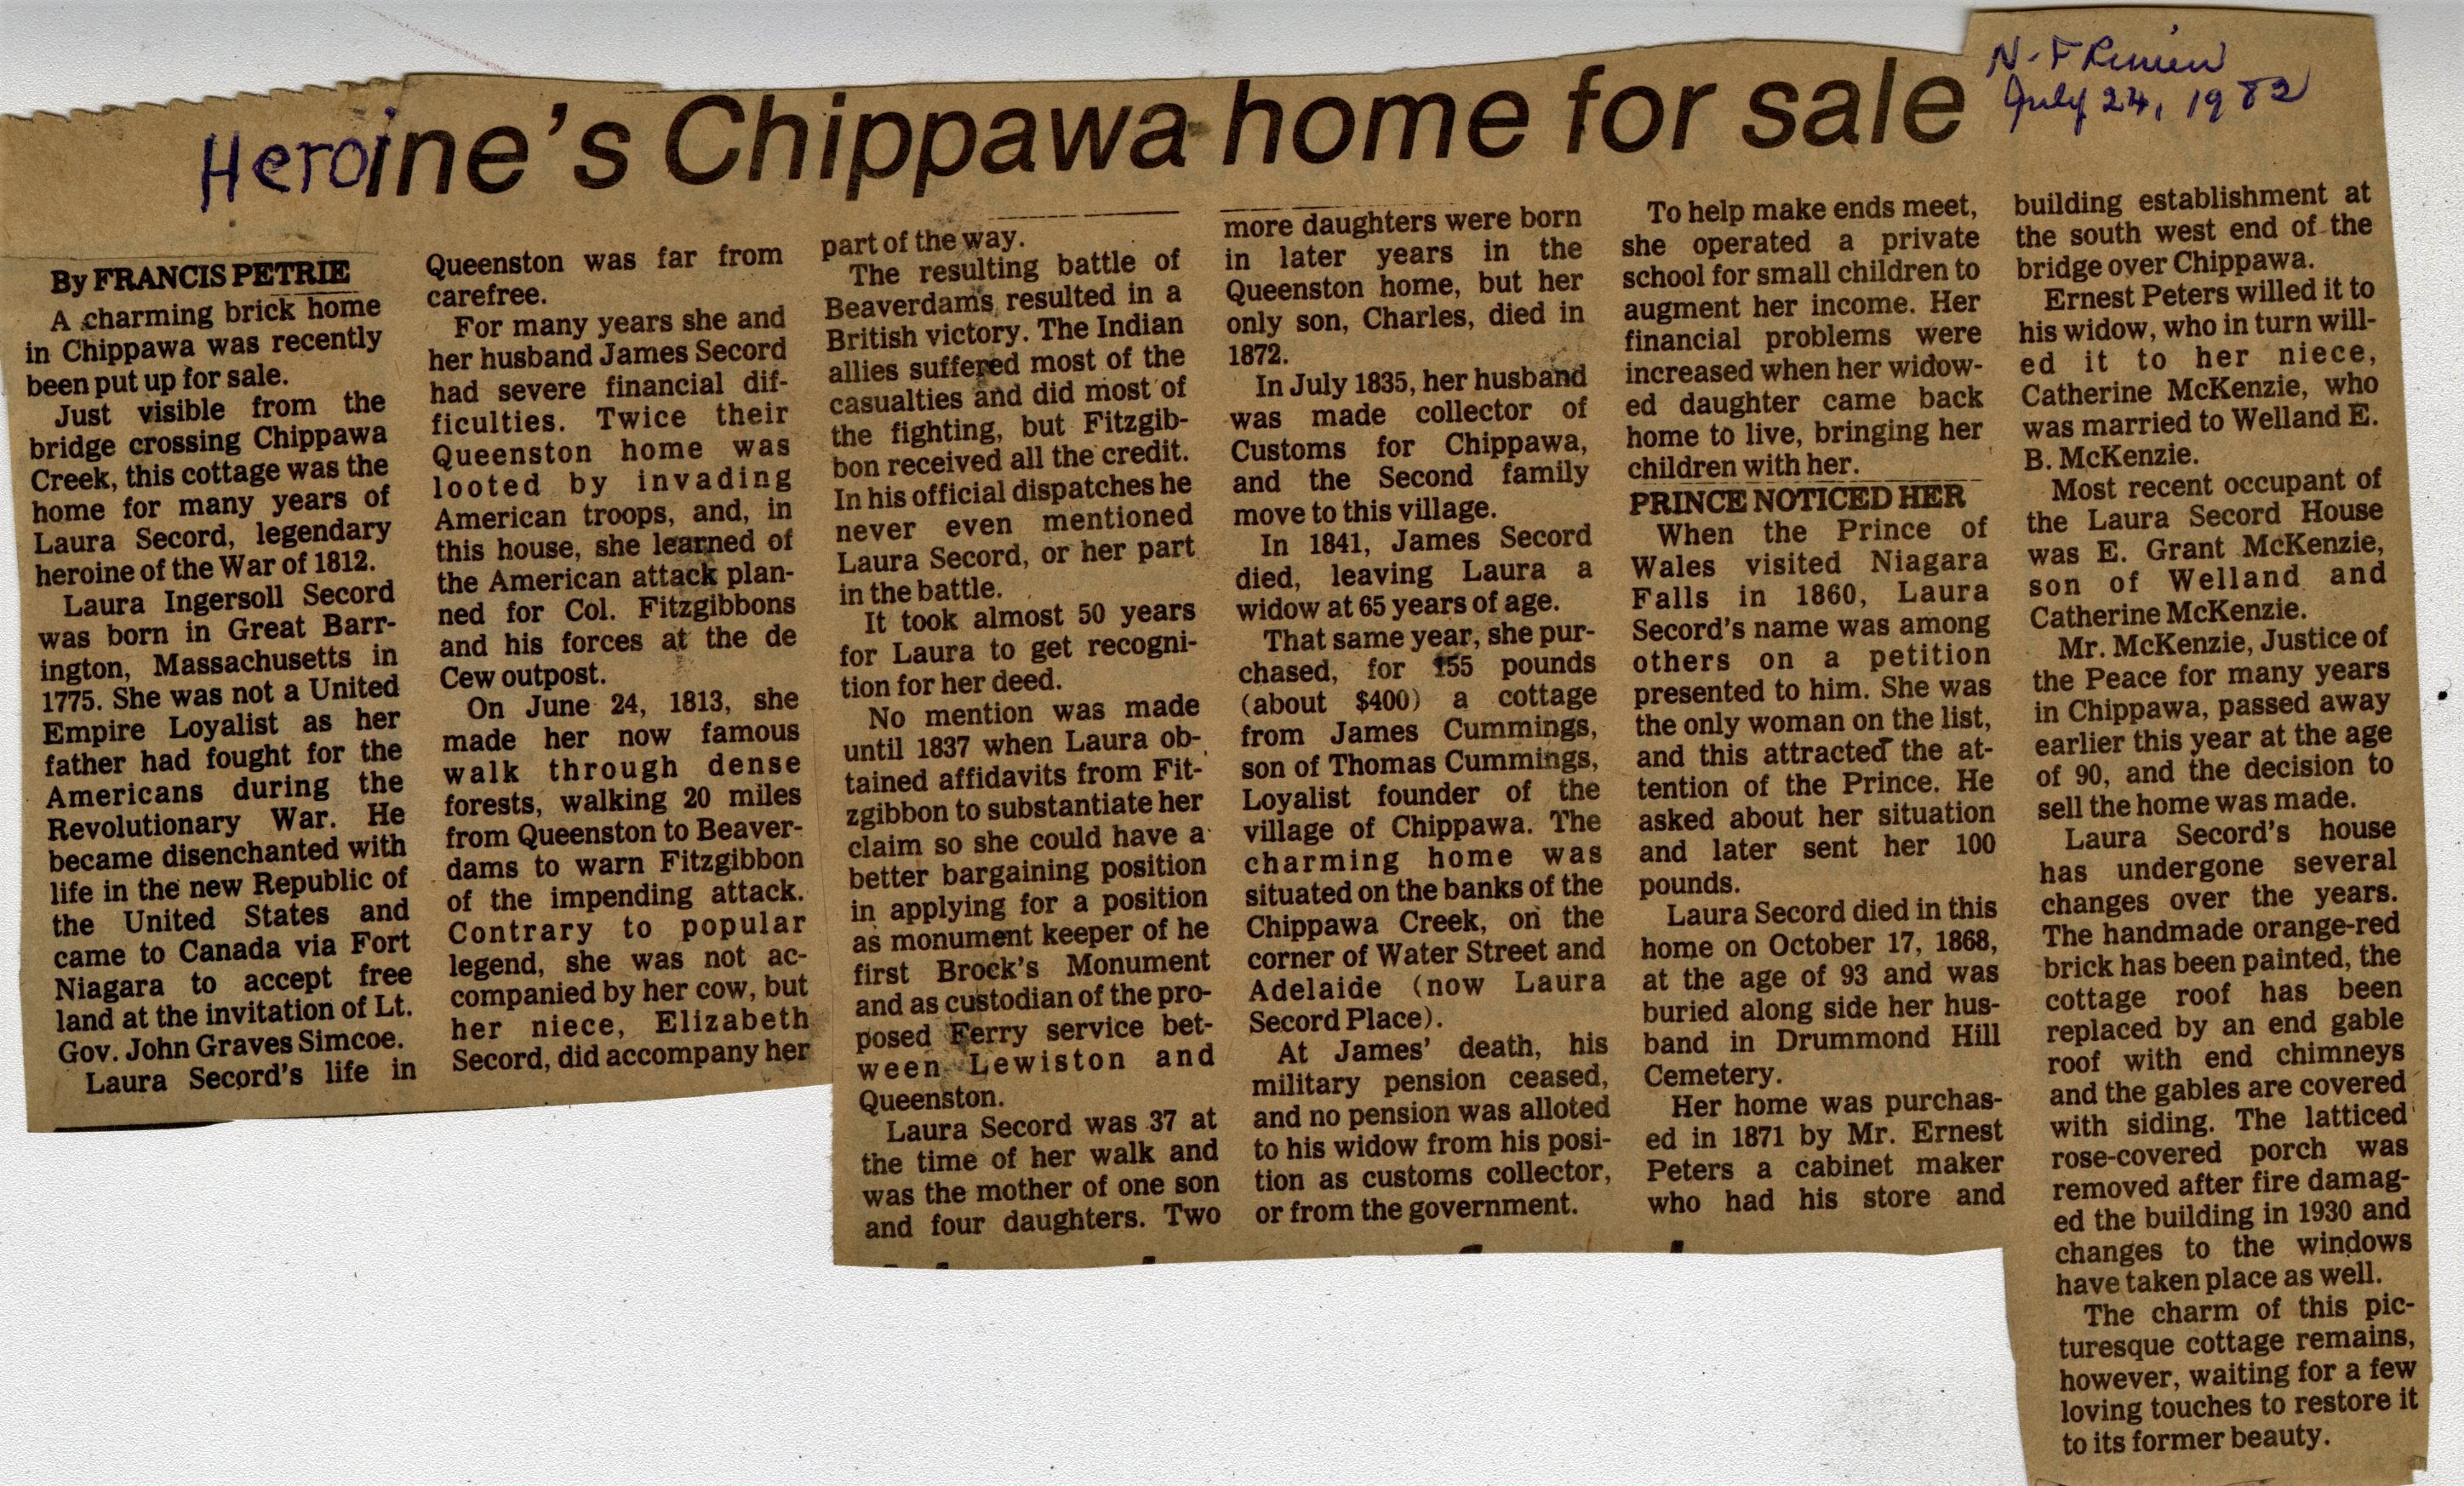 Heroine's Chippawa home for sale
N-F Review
July 24, 1982
By FRANCIS PETRIE
A charming brick home
in Chippawa was recently
been put up for sale.
Just visible from the
bridge crossing Chippawa
Creek, this cottage was the
home for many years of
Laura Secord, legendary
heroine of the War of 1812.
Laura Ingersoll Secord
was born in Great Barr-
ington, Massachusetts in
1775. She was not a United
Empire Loyalist as her
father had fought for the
Americans during the
Revolutionary War. He
became disenchanted with
life in the new Republic of
the United States and
came to Canada via Fort
Niagara to accept free
land at the invitation of Lt.
Gov. John Graves Simcoe.
Laura Secord's life in
Queenston was far from
carefree.
For many years she and
her husband James Secord
had severe financial dif-
ficulties. Twice their
Queenston home was
looted by invading
American troops, and, in
this house, she learned of
the American attack plan-
ned for Col. Fitzgibbons
and his forces at the de
Cew outpost.
On June 24, 1813, she
made her now famous
walk through dense
forests, walking 20 miles
from Queenston to Beaver-
dams to warn Fitzgibbon
of the impending attack.
Contrary to popular
legend, she was not ac-
companied by her cow, but
her niece, Elizabeth
Secord, did accompany her
part of the way.
The resulting battle of
Beaverdams resulted in a
British victory. The Indian
allies suffered most of the
casualties and did most of
the fighting, but Fitzgib-
bon received all the credit.
In his official dispatches he
never even mentioned
Laura Secord, or her part
in the battle.
It took almost 50 years
for Laura to get recogni-
tion for her deed.
No mention was made
until 1837 when Laura ob-
tained affidavits from Fit-
zgibbon to substantiate her
claim so she could have a
better bargaining position
in applying for a position
as monument keeper of he
first Brock's Monument
and as custodian of the pro-
posed Ferry service bet-
ween Lewiston and
Queenston.
Laura Secord was 37 at
the time of her walk and
was the mother of one son
and four daughters. Two
more daughters were born
in later years in the
Queenston home, but her
only son, Charles, died in
1872.
In July 1835, her husband
was made collector of
Customs for Chippawa,
and the Second family
move to this village.
In 1841, James Secord
died, leaving Laura a
widow at 65 years of age.
That same year, she pur-
chased, for 155 pounds
(about $400) a cottage
from James Cummings,
son of Thomas Cummings,
Loyalist founder of the
village of Chippawa. The
charming home was
situated on the banks of the
Chippawa Creek, on the
corner of Water Street and
Adelaide (now Laura
Secord Place).
At James' death, his
military pension ceased,
and no pension was alloted
to his widow from his posi-
tion as customs collector,
or from the government.
To help make ends meet,
she operated a private
school for small children to
augment her income. Her
financial problems were
increased when her widow-
ed daughter came back
home to live, bringing her
children with her.
PRINCE NOTICED HER
When the Prince of
Wales visited Niagara
Falls in 1860, Laura
Secord's name was among
others on a petition
presented to him. She was
the only woman on the list,
and this attracted the at-
tention of the Prince. He
asked about her situation
and later sent her 100
pounds.
Laura Secord died in this
home on October 17, 1868,
at the age of 93 and was
buried along side her hus-
band in Drummond Hill
Cemetery.
Her home was purchas-
ed in 1871 by Mr. Ernest
Peters a cabinet maker
who had his store and
building establishment at
the south west end of the
bridge over Chippawa.
Ernest Peters willed it to
his widow, who in turn will-
ed it to her niece,
Catherine McKenzie, who
was married to Welland E.
B. McKenzie.
Most recent occupant of
the Laura Secord House
was E. Grant McKenzie,
son of Welland and
Catherine McKenzie.
Mr. McKenzie, Justice of
the Peace for many years
in Chippawa, passed away
earlier this year at the age
of 90, and the decision to
sell the home was made.
Laura Secord's house
has undergone several
changes over the years.
The handmade orange-red
brick has been painted, the
cottage roof has been
replaced by an end gable
roof with end chimneys
and the gables are covered
with siding. The latticed
rose-covered porch was
removed after fire damag-
ed the building in 1930 and
changes to the windows
have taken place as well.
The charm of this pic-
turesque cottage remains,
however, waiting for a few
loving touches to restore it
to its former beauty.